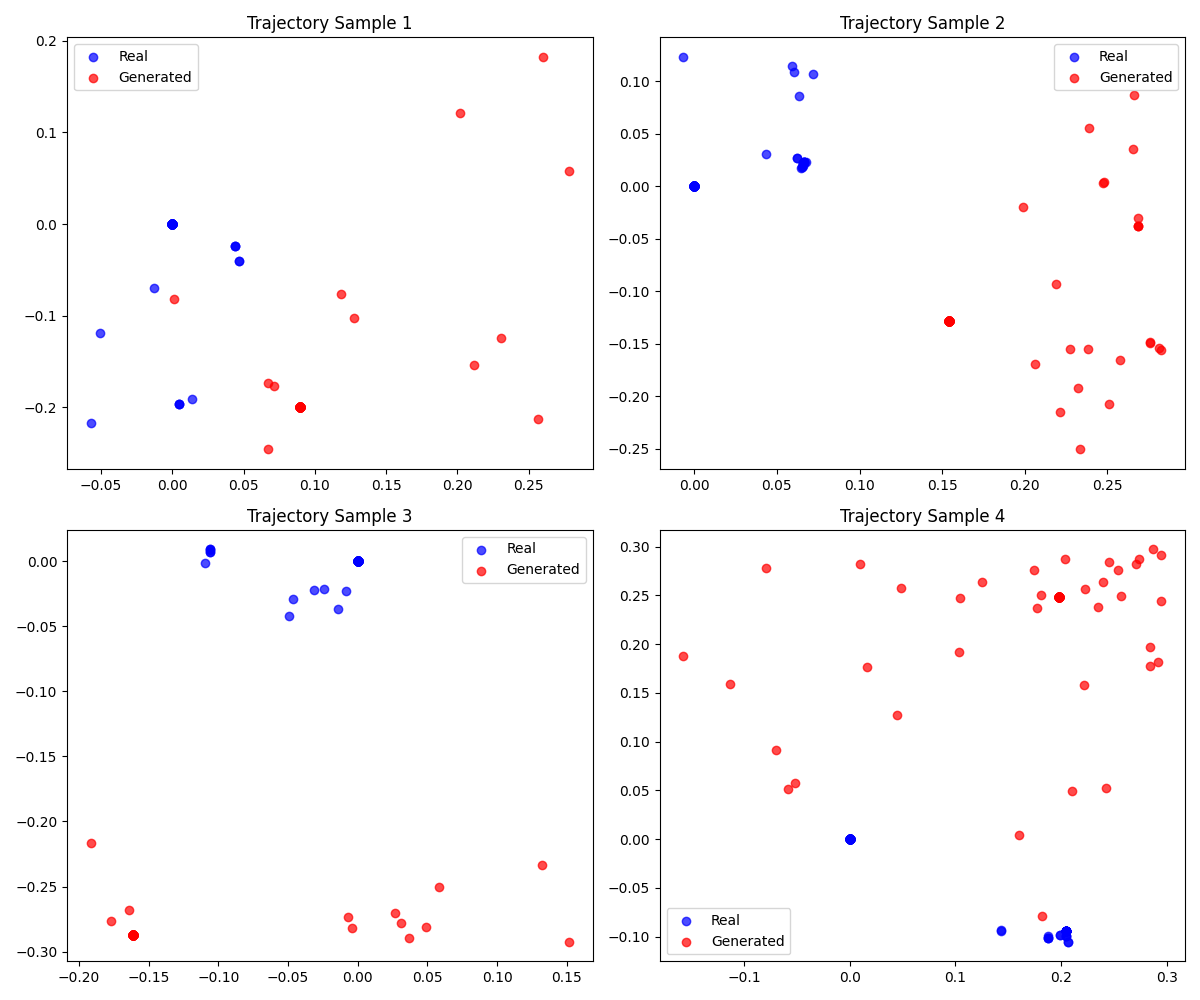 Trajectory Sample 1
Real
Generated
0.2
0.1
0.0
−0.1
−0.2
−0.05 0.00 0.05 0.10 0.15 0.20 0.25
Trajectory Sample 2
Real
Generated
0.10
0.05
0.00
−0.05
−0.10
−0.15
−0.20
−0.25
0.00 0.05 0.10 0.15 0.20 0.25
Trajectory Sample 3
Real
Generated
0.00
−0.05
−0.10
−0.15
−0.20
−0.25
−0.30
−0.20 −0.15 −0.10 −0.05 0.00 0.05 0.10 0.15
Trajectory Sample 4
0.30
0.25
0.20
0.15
0.10
0.05
0.00
−0.05
−0.10
Real
Generated
−0.1 0.0 0.1 0.2 0.3